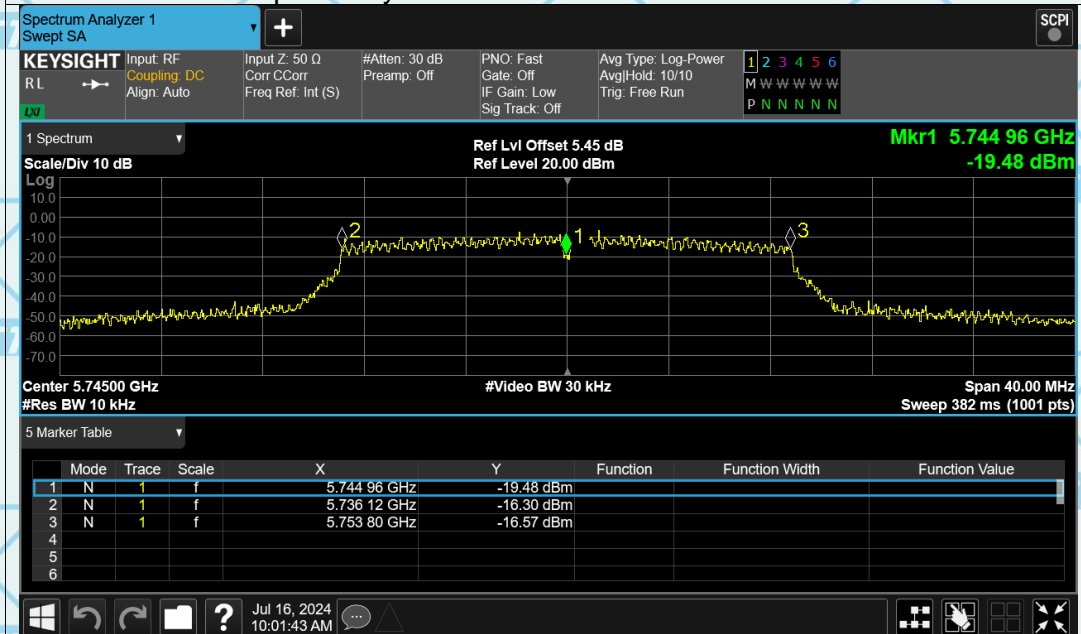 Spectrum Analyzer 1
Swept SA
+
SCPI
KEYSIGHT
RL
LXI
Input: RF
Coupling: DC
Align: Auto
Input Z: 50 Ω
Corr CCorr
Freq Ref: Int (S)
#Atten: 30 dB
Preamp: Off
PNO: Fast
Gate: Off
IF Gain: Low
Sig Track: Off
Avg Type: Log-Power
Avg|Hold: 10/10
Trig: Free Run
1 2 3 4 5 6
M W W W W W
P N N N N N
1 Spectrum
Scale/Div 10 dB
Ref Lvl Offset 5.45 dB
Ref Level 20.00 dBm
Mkr1 5.744 96 GHz
-19.48 dBm
Log
10.0
0.00
-10.0
-20.0
-30.0
-40.0
-50.0
-60.0
-70.0
2
1
3
Center 5.74500 GHz
#Video BW 30 kHz
Span 40.00 MHz
#Res BW 10 kHz
Sweep 382 ms (1001 pts)
5 Marker Table
Mode Trace Scale X Y Function Function Width Function Value
1 N 1 f 5.744 96 GHz -19.48 dBm
2 N 1 f 5.736 12 GHz -16.30 dBm
3 N 1 f 5.753 80 GHz -16.57 dBm
4
5
6
?
Jul 16, 2024
10:01:43 AM